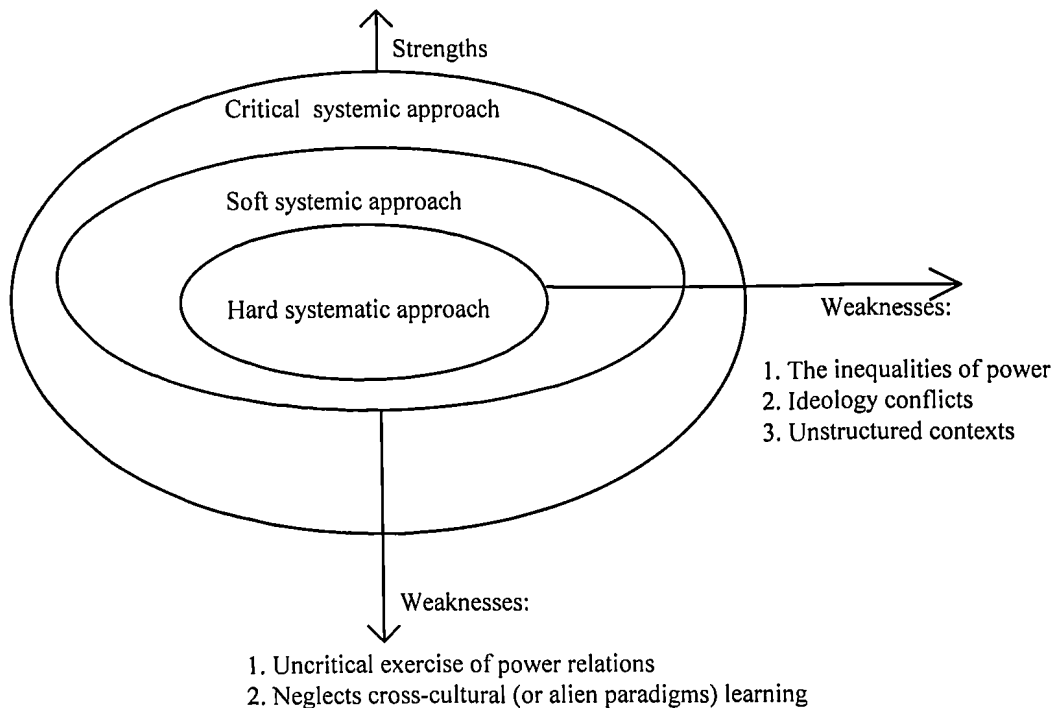 Strengths
Critical systemic approach
Soft systemic approach
Hard systematic approach
Weaknesses:
1. The inequalities of power
2. Ideology conflicts
3. Unstructured contexts
Weaknesses:
1. Uncritical exercise of power relations
2. Neglects cross-cultural (or alien paradigms) learning